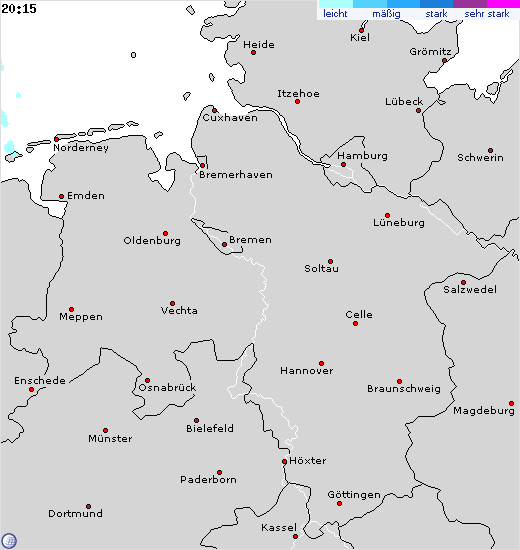 20:15
leicht mäßig stark sehr stark
Kiel
Heide
Grömitz
Itzehoe
Lübeck
Cuxhaven
Norderney
Hamburg
Schwerin
Bremerhaven
Emden
Lüneburg
Oldenburg
Bremen
Soltau
Salzwedel
Meppen
Vechta
Celle
Hannover
Enschede
Osnabrück
Braunschweig
Magdeburg
Bielefeld
Münster
Höxter
Paderborn
Göttingen
Dortmund
Kassel